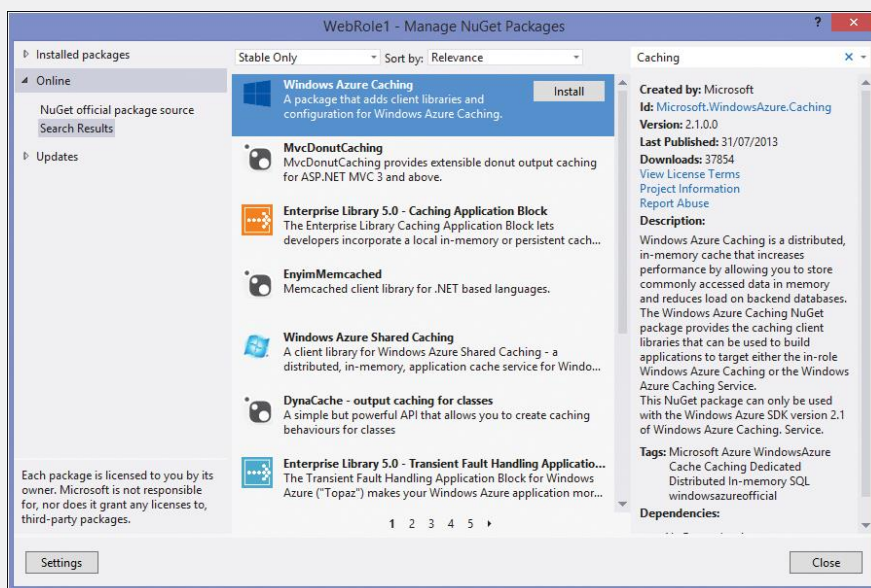 WebRole1 - Manage NuGet Packages
?
Installed packages
Online
NuGet official package source
Search Results
Updates
Each package is licensed to you by its
owner. Microsoft is not responsible
for, nor does it grant any licenses to,
third-party packages.
Settings
Stable Only
Sort by: Relevance
Windows Azure Caching
A package that adds client libraries and
configuration for Windows Azure Caching.
Install
MvcDonutCaching
MvcDonutCaching provides extensible donut output caching
for ASP.NET MVC 3 and above.
Enterprise Library 5.0 - Caching Application Block
The Enterprise Library Caching Application Block lets
developers incorporate a local in-memory or persistent cach...
EnyimMemcached
Memcached client library for .NET based languages.
Windows Azure Shared Caching
A client library for Windows Azure Shared Caching - a
distributed, in-memory, application cache service for Windo...
DynaCache - output caching for classes
A simple but powerful API that allows you to create caching
behaviours for classes
Enterprise Library 5.0 - Transient Fault Handling Applicatio...
The Transient Fault Handling Application Block for Windows
Azure ("Topaz") makes your Windows Azure application mor...
1 2 3 4 5
Caching
Created by: Microsoft
Id: Microsoft.WindowsAzure.Caching
Version: 2.1.0.0
Last Published: 31/07/2013
Downloads: 37854
View License Terms
Project Information
Report Abuse
Description:
Windows Azure Caching is a distributed,
in-memory cache that increases
performance by allowing you to store
commonly accessed data in memory
and reduces load on backend databases.
The Windows Azure Caching NuGet
package provides the caching client
libraries that can be used to build
applications to target either the in-role
Windows Azure Caching or the Windows
Azure Caching Service.
This NuGet package can only be used
with the Windows Azure SDK version 2.1
of Windows Azure Caching. Service.
Tags: Microsoft Azure WindowsAzure
Cache Caching Dedicated
Distributed In-memory SQL
windowsazureofficial
Dependencies:
Close